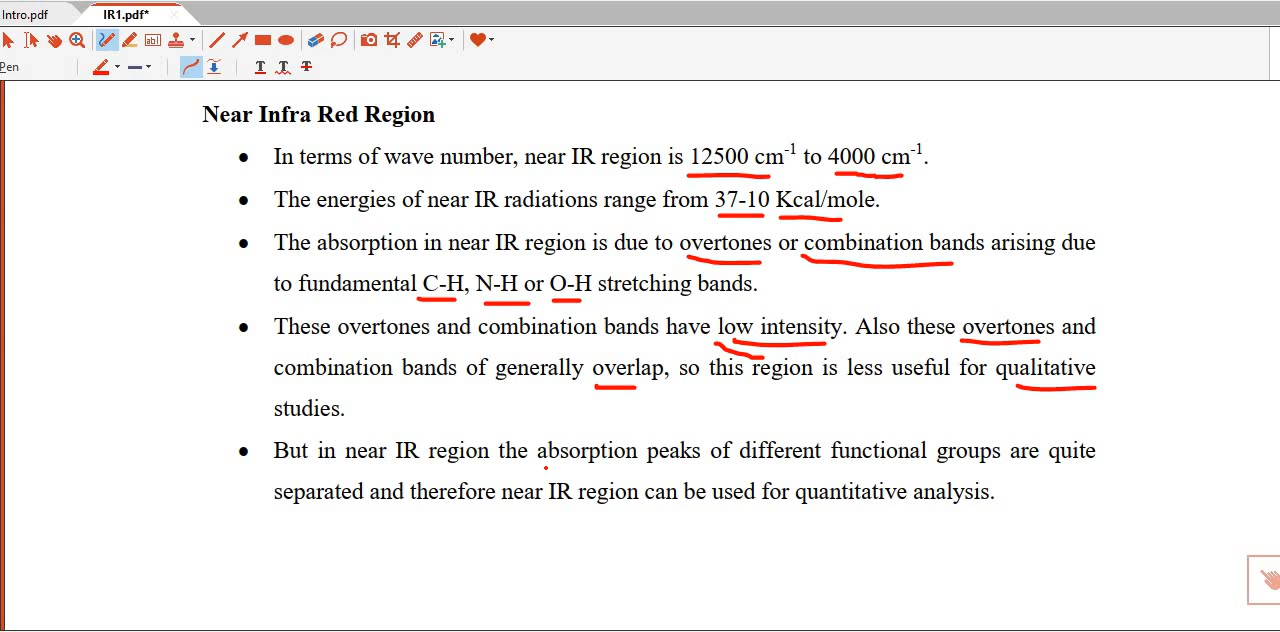 Intro.pdf
IR1.pdf*
Pen
Near Infra Red Region
• In terms of wave number, near IR region is 12500 cm⁻¹ to 4000 cm⁻¹.
• The energies of near IR radiations range from 37-10 Kcal/mole.
• The absorption in near IR region is due to overtones or combination bands arising due
to fundamental C-H, N-H or O-H stretching bands.
• These overtones and combination bands have low intensity. Also these overtones and
combination bands of generally overlap, so this region is less useful for qualitative
studies.
• But in near IR region the absorption peaks of different functional groups are quite
separated and therefore near IR region can be used for quantitative analysis.